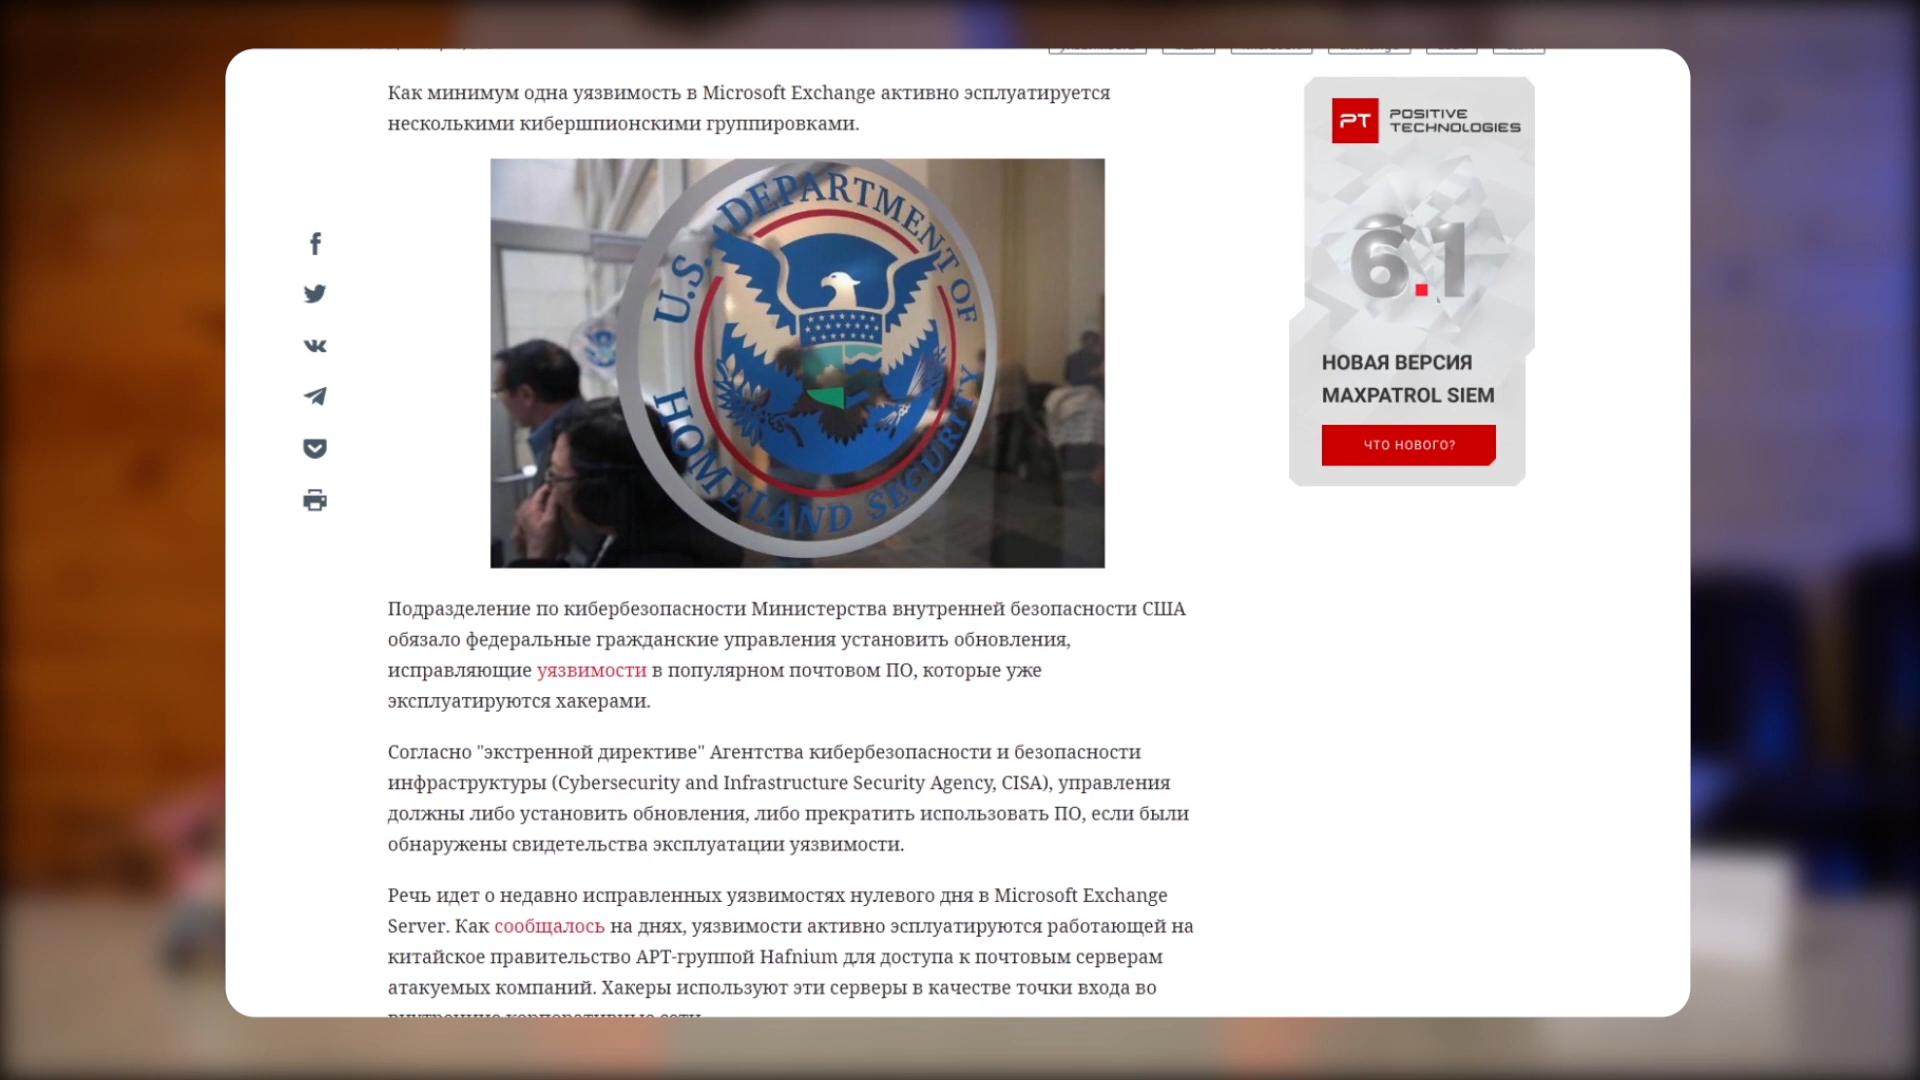 Как минимум одна уязвимость в Microsoft Exchange активно эсплуатируется
несколькими кибершпионскими группировками.
U.S. DEPARTMENT OF
HOMELAND SECURITY
Подразделение по кибербезопасности Министерства внутренней безопасности США
обязало федеральные гражданские управления установить обновления,
исправляющие уязвимости в популярном почтовом ПО, которые уже
эксплуатируются хакерами.
Согласно "экстренной директиве" Агентства кибербезопасности и безопасности
инфраструктуры (Cybersecurity and Infrastructure Security Agency, CISA), управления
должны либо установить обновления, либо прекратить использовать ПО, если были
обнаружены свидетельства эксплуатации уязвимости.
Речь идет о недавно исправленных уязвимостях нулевого дня в Microsoft Exchange
Server. Как сообщалось на днях, уязвимости активно эсплуатируются работающей на
китайское правительство APT-группой Hafnium для доступа к почтовым серверам
атакуемых компаний. Хакеры используют эти серверы в качестве точки входа во
PT POSITIVE
TECHNOLOGIES
6.1
НОВАЯ ВЕРСИЯ
MAXPATROL SIEM
ЧТО НОВОГО?